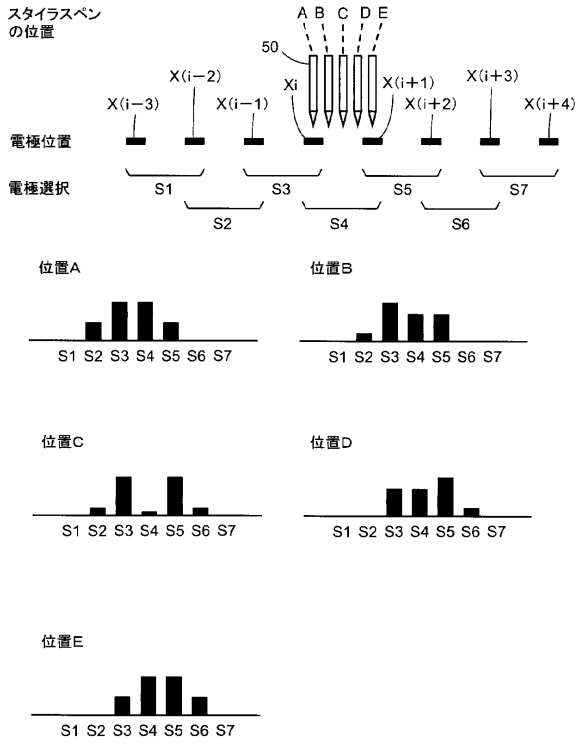 スタイラスペン
の位置
A B C D E
50
X(i−3) X(i−2) X(i−1) Xi X(i+1) X(i+2) X(i+3) X(i+4)
電極位置
電極選択
S1 S3 S5 S7
S2 S4 S6
位置A
S1 S2 S3 S4 S5 S6 S7
位置B
S1 S2 S3 S4 S5 S6 S7
位置C
S1 S2 S3 S4 S5 S6 S7
位置D
S1 S2 S3 S4 S5 S6 S7
位置E
S1 S2 S3 S4 S5 S6 S7